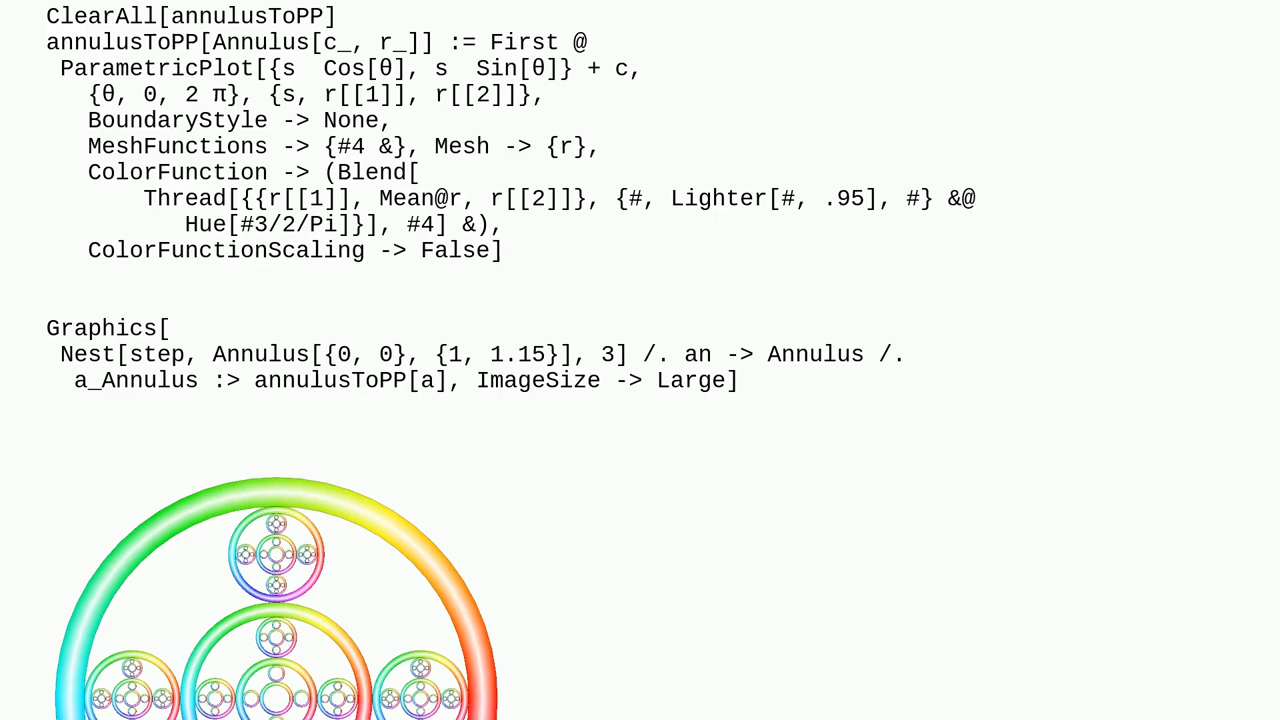 ClearAll[annulusToPP]
annulusToPP[Annulus[c_, r_]] := First @
ParametricPlot[{s  Cos[θ], s  Sin[θ]} + c,
{θ, 0, 2 π}, {s, r[[1]], r[[2]]},
BoundaryStyle -> None,
MeshFunctions -> {#4 &}, Mesh -> {r},
ColorFunction -> (Blend[
Thread[{{r[[1]], Mean@r, r[[2]]}, {#, Lighter[#, .95], #} &@
Hue[#3/2/Pi]}], #4] &),
ColorFunctionScaling -> False]
Graphics[
Nest[step, Annulus[{0, 0}, {1, 1.15}], 3] /. an -> Annulus /.
a_Annulus :> annulusToPP[a], ImageSize -> Large]